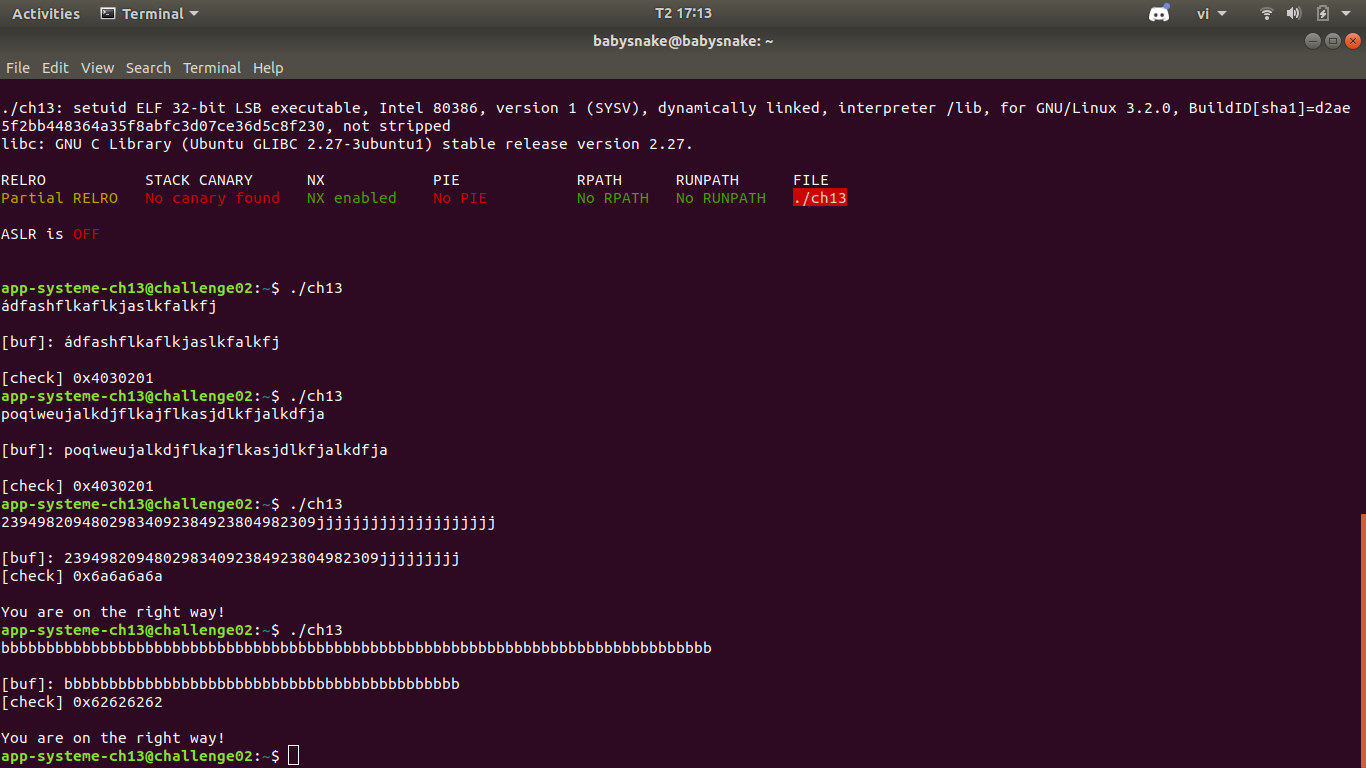 Activities Terminal T2 17:13 vi
babysnake@babysnake: ~
File Edit View Search Terminal Help
./ch13: setuid ELF 32-bit LSB executable, Intel 80386, version 1 (SYSV), dynamically linked, interpreter /lib, for GNU/Linux 3.2.0, BuildID[sha1]=d2ae
5f2bb448364a35f8abfc3d07ce36d5c8f230, not stripped
libc: GNU C Library (Ubuntu GLIBC 2.27-3ubuntu1) stable release version 2.27.
RELRO STACK CANARY NX PIE RPATH RUNPATH FILE
Partial RELRO No canary found NX enabled No PIE No RPATH No RUNPATH ./ch13
ASLR is OFF
app-systeme-ch13@challenge02:~$ ./ch13
ádfashflkaflkjaslkfalkfj
[buf]: ádfashflkaflkjaslkfalkfj
[check] 0x4030201
app-systeme-ch13@challenge02:~$ ./ch13
poqiweujalkdjflkajflkasjdlkfjalkdfja
[buf]: poqiweujalkdjflkajflkasjdlkfjalkdfja
[check] 0x4030201
app-systeme-ch13@challenge02:~$ ./ch13
23949820948029834092384923804982309jjjjjjjjjjjjjjjjjjjj
[buf]: 23949820948029834092384923804982309jjjjjjjjj
[check] 0x6a6a6a6a
You are on the right way!
app-systeme-ch13@challenge02:~$ ./ch13
bbbbbbbbbbbbbbbbbbbbbbbbbbbbbbbbbbbbbbbbbbbbbbbbbbbbbbbbbbbbbbbbbbbbbbbbbbbbbbb
[buf]: bbbbbbbbbbbbbbbbbbbbbbbbbbbbbbbbbbbbbbbbbbbb
[check] 0x62626262
You are on the right way!
app-systeme-ch13@challenge02:~$